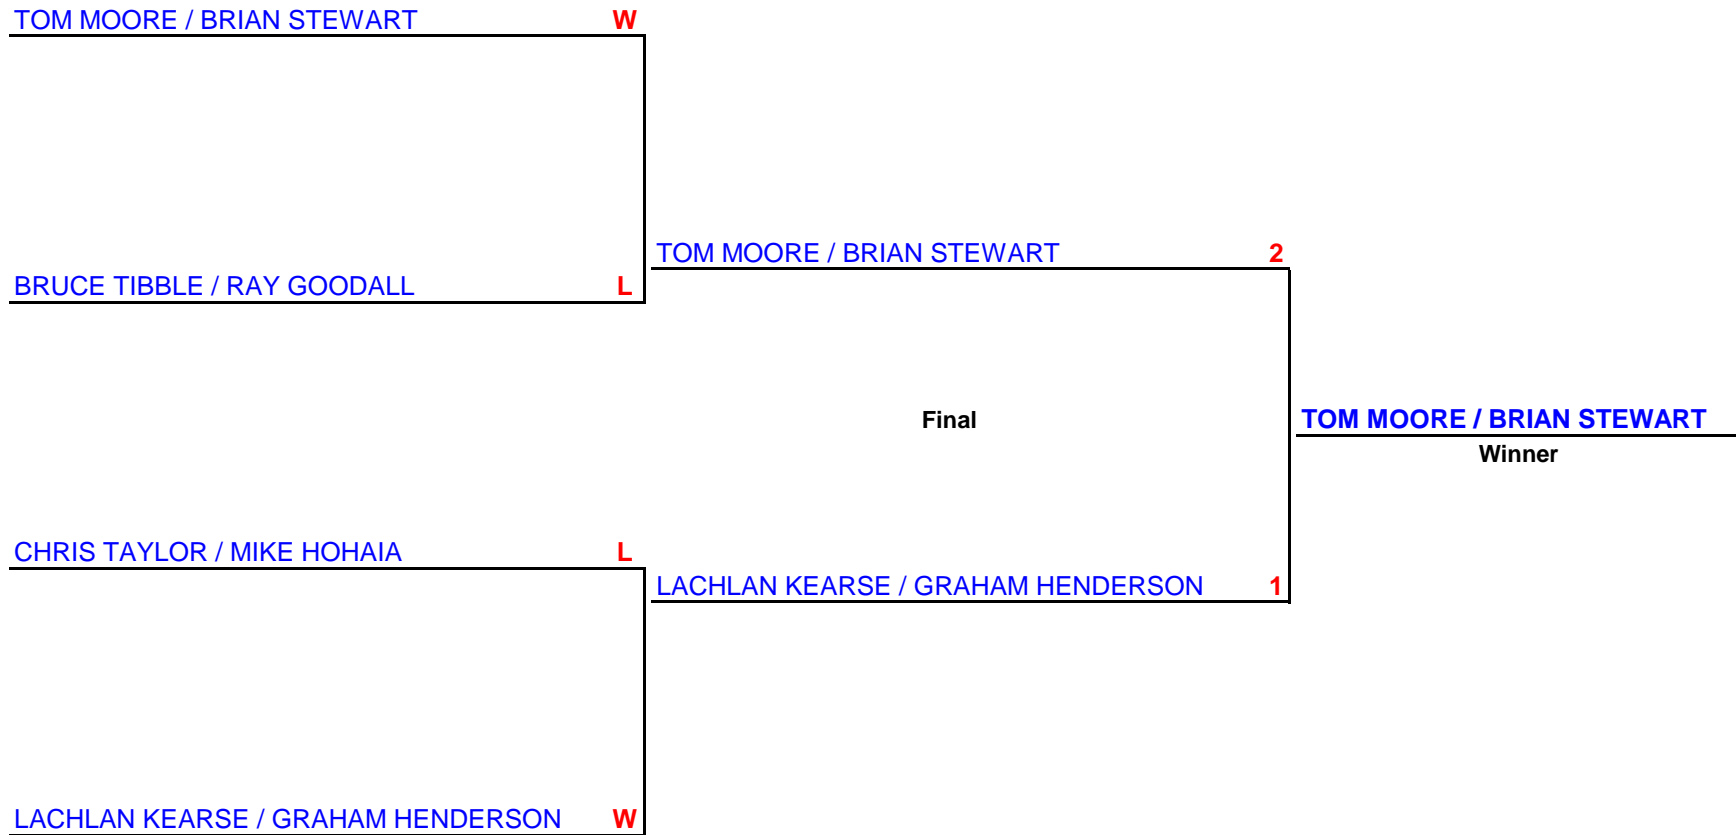 TOM MOORE / BRIAN STEWART W
BRUCE TIBBLE / RAY GOODALL L
CHRIS TAYLOR / MIKE HOHAIA L
LACHLAN KEARSE / GRAHAM HENDERSON W
TOM MOORE / BRIAN STEWART 2
Final
LACHLAN KEARSE / GRAHAM HENDERSON 1
TOM MOORE / BRIAN STEWART
Winner